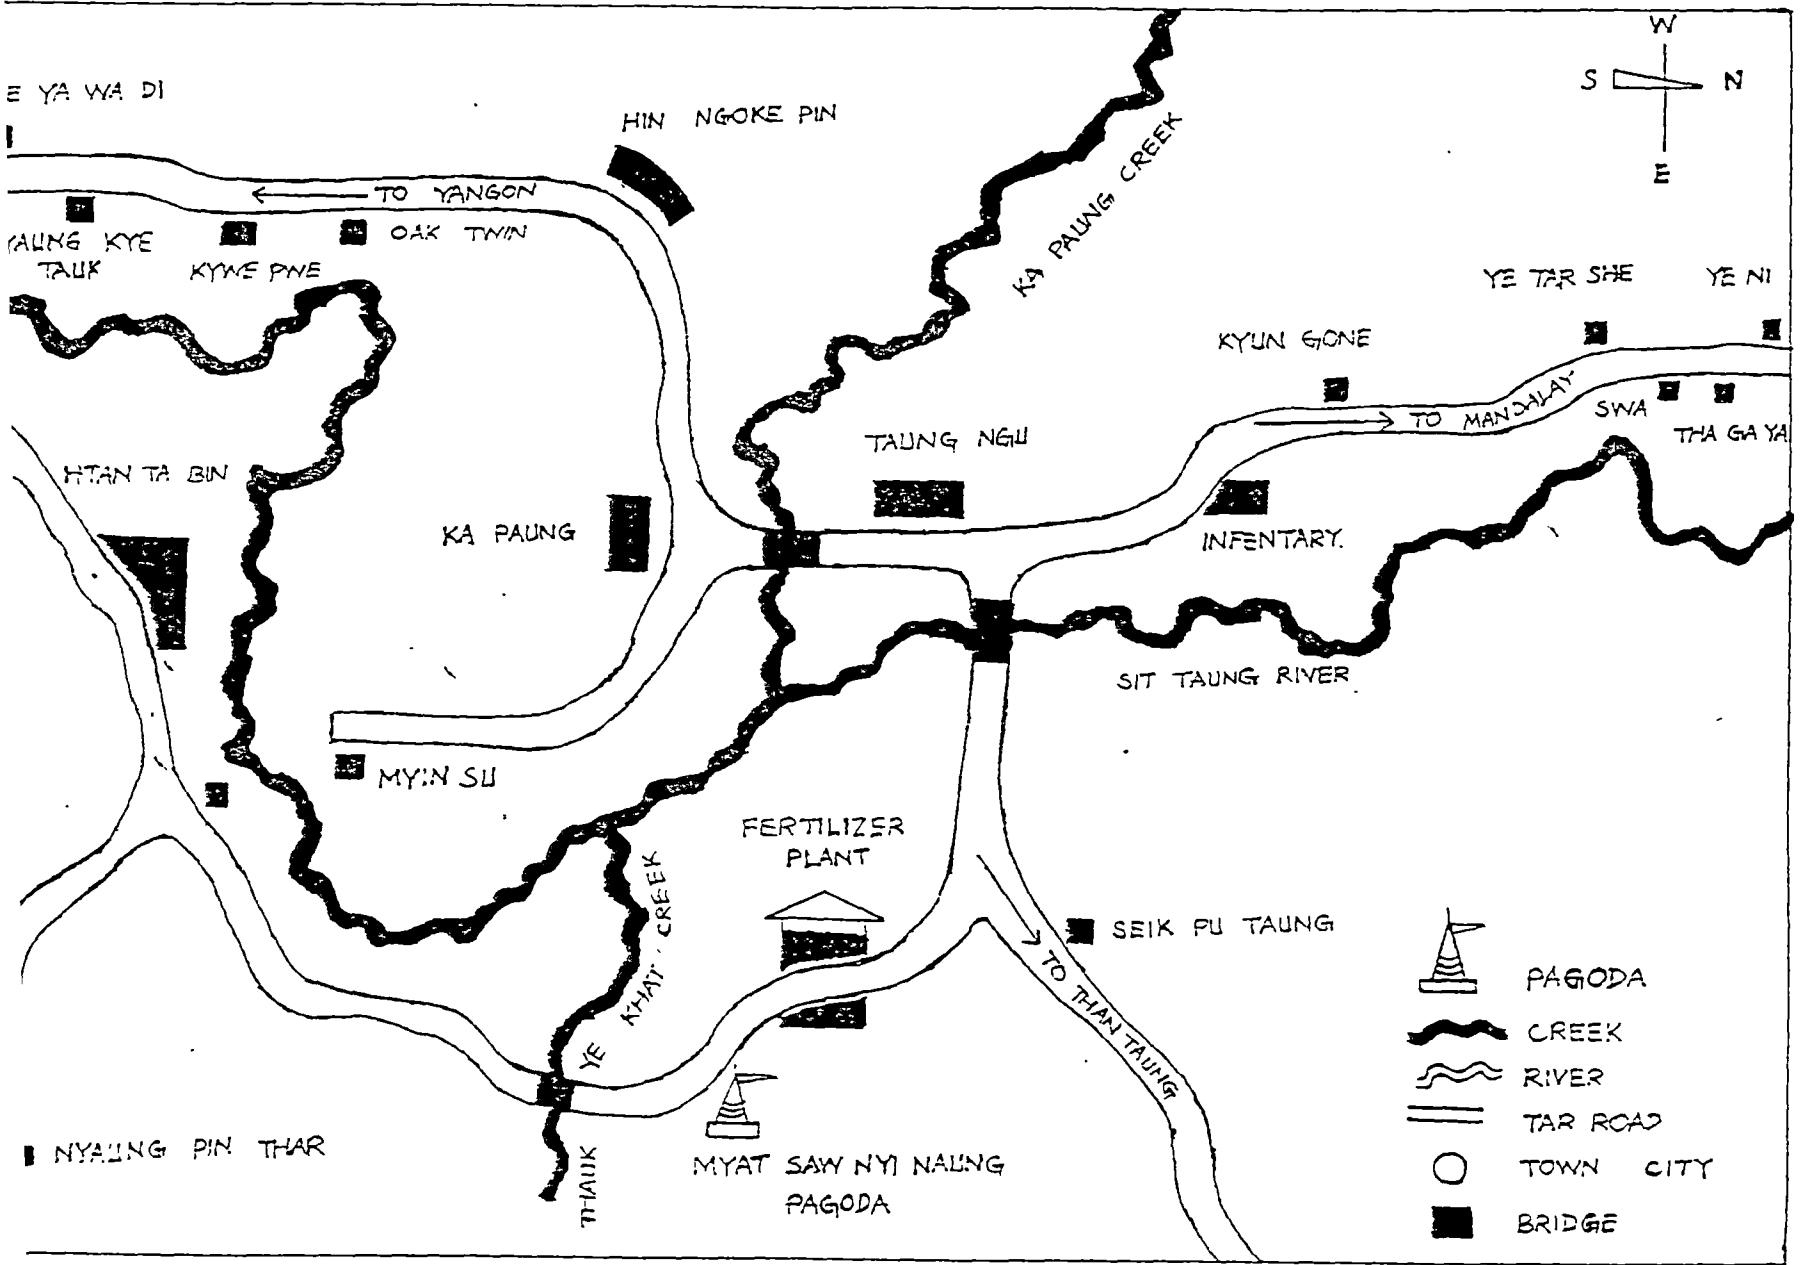 W
S N
E
E YA WA DI
HIN NGOKE PIN
KA PAUNG CREEK
TO YANGON
YAUNG KYE
TAUK
KYWE PWE
OAK TWIN
YE TAR SHE
YE NI
KYUN GONE
TO MANDALAY
SWA
THA GA YA
HTAN TA BIN
TAUNG NGU
KA PAUNG
INFENTARY.
SIT TAUNG RIVER
MYIN SU
FERTILIZER
PLANT
SEIK PU TAUNG
TO THAN TAUNG
THAUK YE KHAT CREEK
NYAUNG PIN THAR
MYAT SAW NYI NAUNG
PAGODA
PAGODA
CREEK
RIVER
TAR ROAD
TOWN CITY
BRIDGE